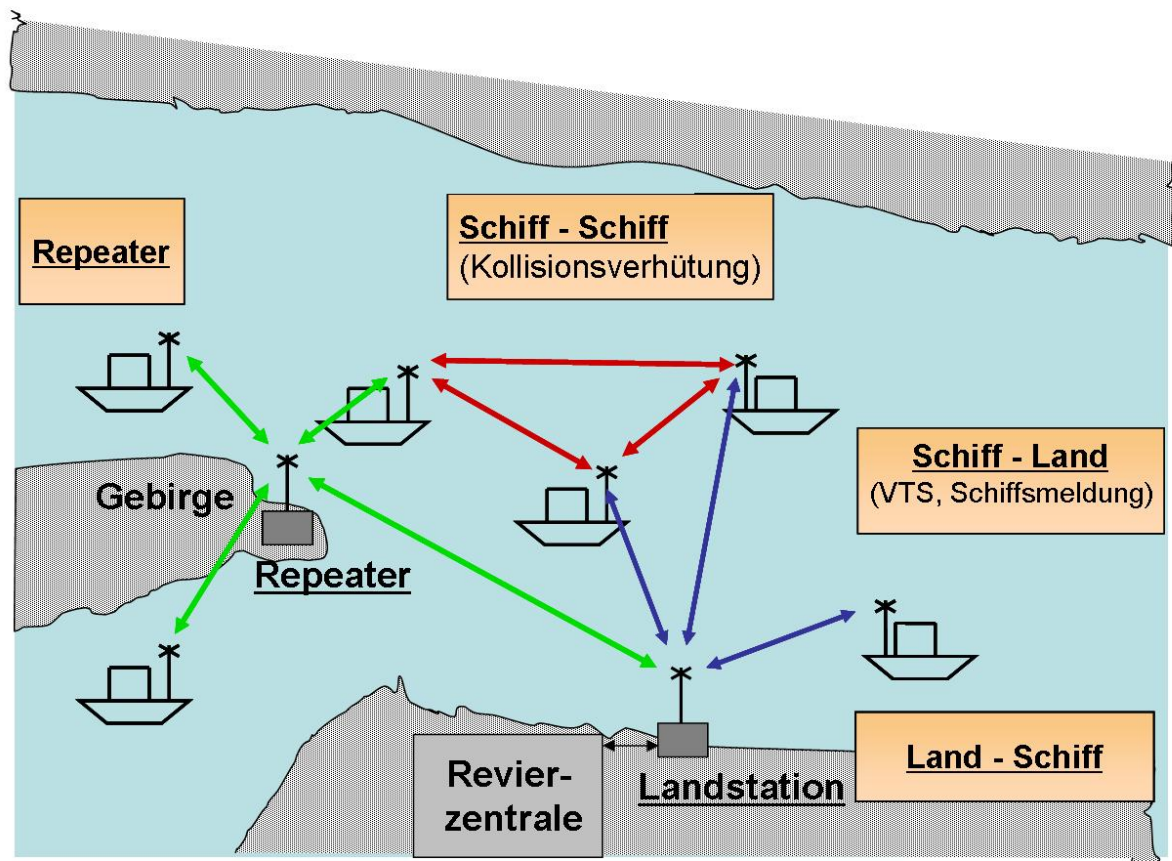 Repeater
Schiff - Schiff
(Kollisionsverhütung)
Schiff - Land
(VTS, Schiffsmeldung)
Gebirge
Repeater
Land - Schiff
Revier-
zentrale
Landstation